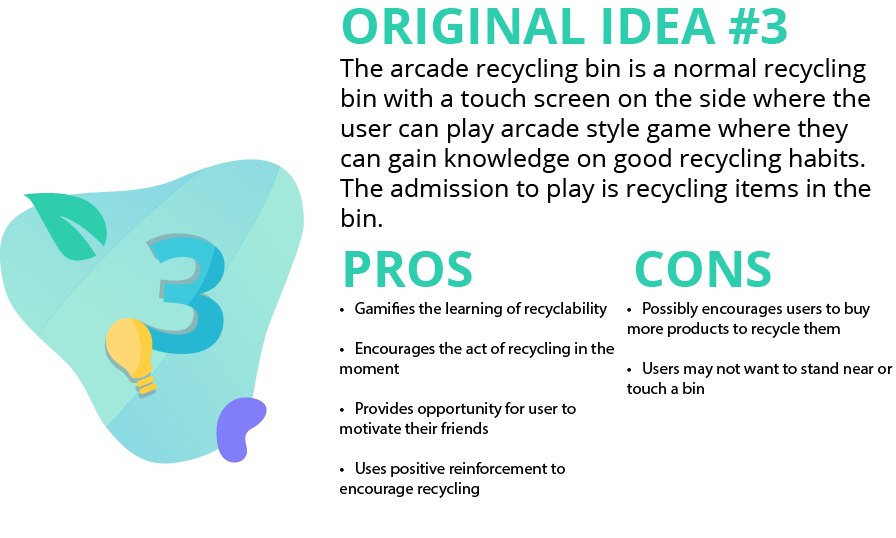 ORIGINAL IDEA #3
The arcade recycling bin is a normal recycling
bin with a touch screen on the side where the
user can play arcade style game where they
can gain knowledge on good recycling habits.
The admission to play is recycling items in the
bin.
3
PROS
• Gamifies the learning of recyclability
• Encourages the act of recycling in the
moment
• Provides opportunity for user to
motivate their friends
• Uses positive reinforcement to
encourage recycling
CONS
• Possibly encourages users to buy
more products to recycle them
• Users may not want to stand near or
touch a bin